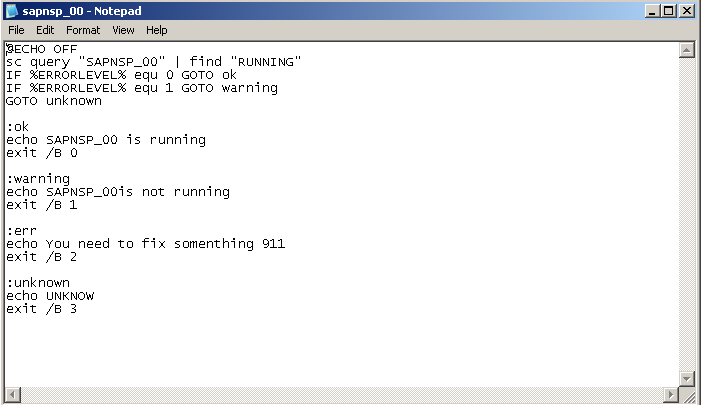 sapnsp_00 - Notepad
File Edit Format View Help
@ECHO OFF
sc query "SAPNSP_00" | find "RUNNING"
IF %ERRORLEVEL% equ 0 GOTO ok
IF %ERRORLEVEL% equ 1 GOTO warning
GOTO unknown
:ok
echo SAPNSP_00 is running
exit /B 0
:warning
echo SAPNSP_00is not running
exit /B 1
:err
echo You need to fix somenthing 911
exit /B 2
:unknown
echo UNKNOW
exit /B 3